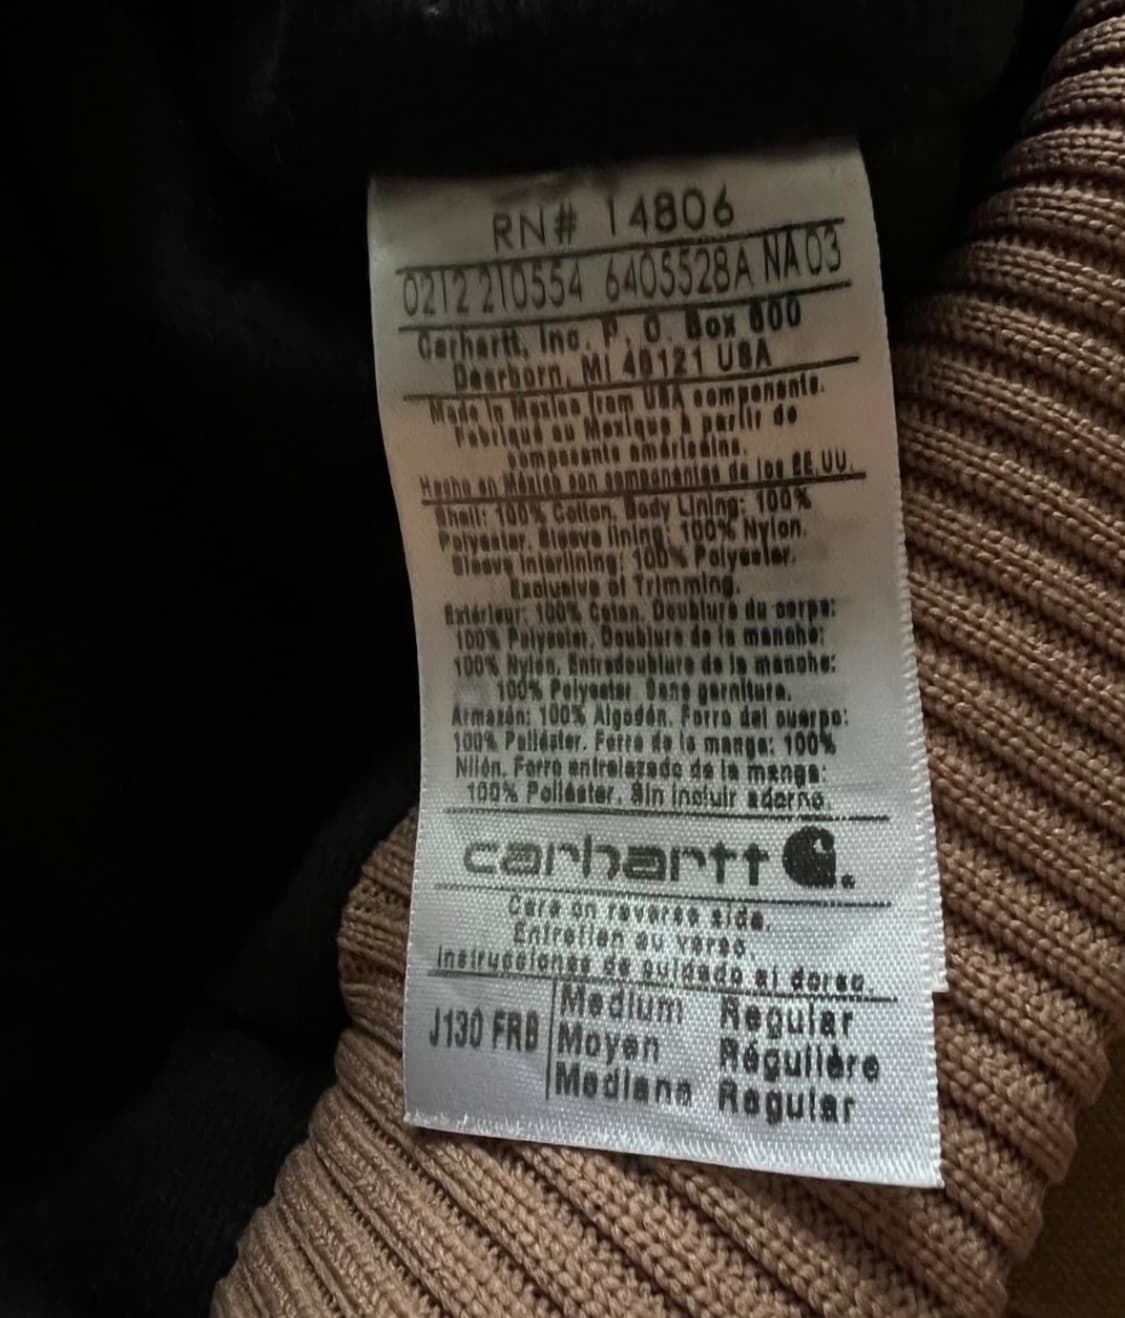 RN# 14806
0212 210554 6405528A NA 03
Carhartt, Inc. P. O. Box 600
Dearborn, MI 48121 USA
Made in Mexico from USA components.
Fabriqué au Mexique à partir de
composants américains.
Hecho en México con componentes de los EE.UU.
Shell: 100% Cotton. Body Lining: 100%
Polyester. Sleeve lining: 100% Nylon.
Sleeve Interlining: 100% Polyester.
Exclusive of Trimming.
Extérieur: 100% Coton. Doublure du corps:
100% Polyester. Doublure de la manche:
100% Nylon. Entredoublure de la manche:
100% Polyester. Sans garniture.
Armazón: 100% Algodón. Forro del cuerpo:
100% Poliéster. Forro de la manga: 100%
Nilón. Forro entrelazado de la manga:
100% Poliéster. Sin incluir adorno.
carhartt
Care on reverse side.
Entretien au verso.
Instrucciones de cuidado al dorso.
J130 FRB
Medium Regular
Moyen Régulière
Mediano Regular